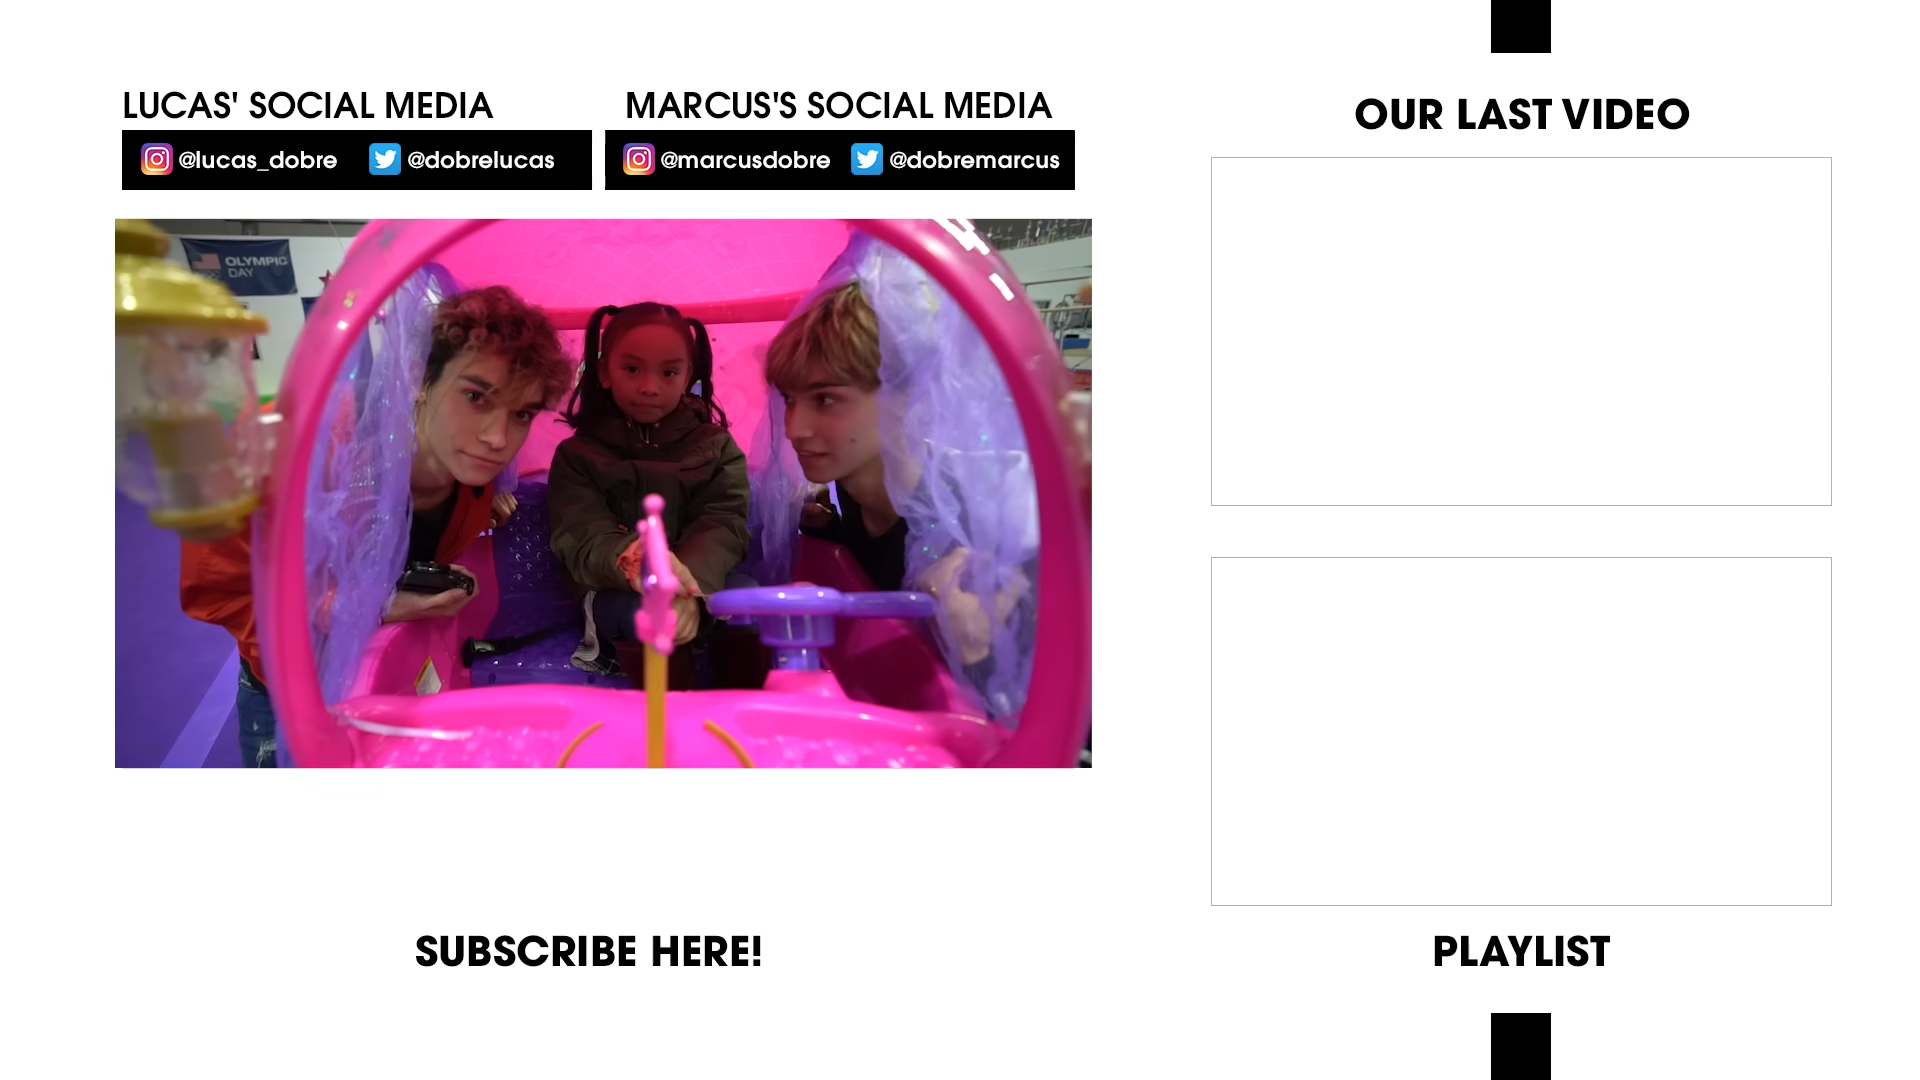 LUCAS' SOCIAL MEDIA
@lucas_dobre @dobrelucas
MARCUS'S SOCIAL MEDIA
@marcusdobre @dobremarcus
OLYMPIC
DAY
SUBSCRIBE HERE!
OUR LAST VIDEO
PLAYLIST